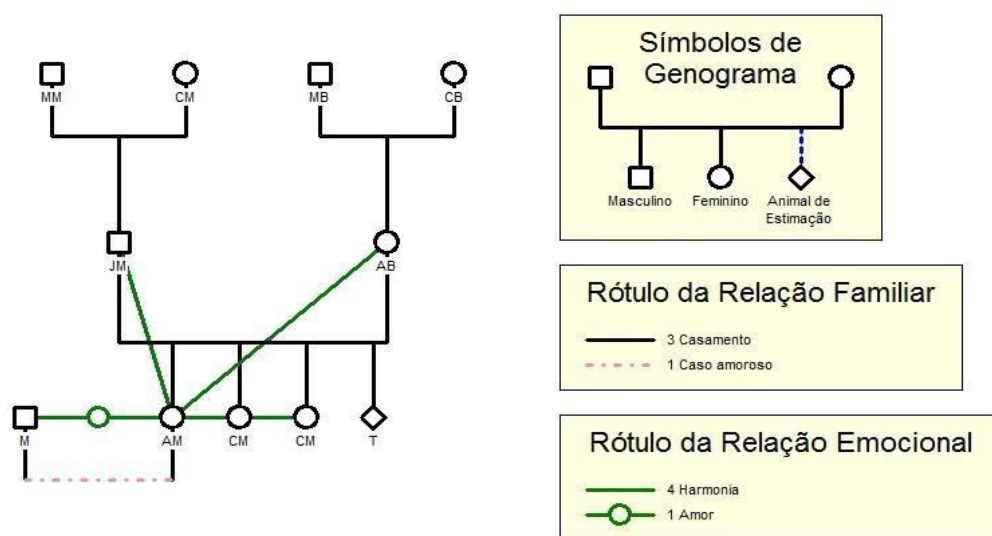 MM
CM
MB
CB
JM
AB
M
AM
CM
CM
T
Símbolos de
Genograma
Masculino
Feminino
Animal de
Estimação
Rótulo da Relação Familiar
3 Casamento
1 Caso amoroso
Rótulo da Relação Emocional
4 Harmonia
1 Amor